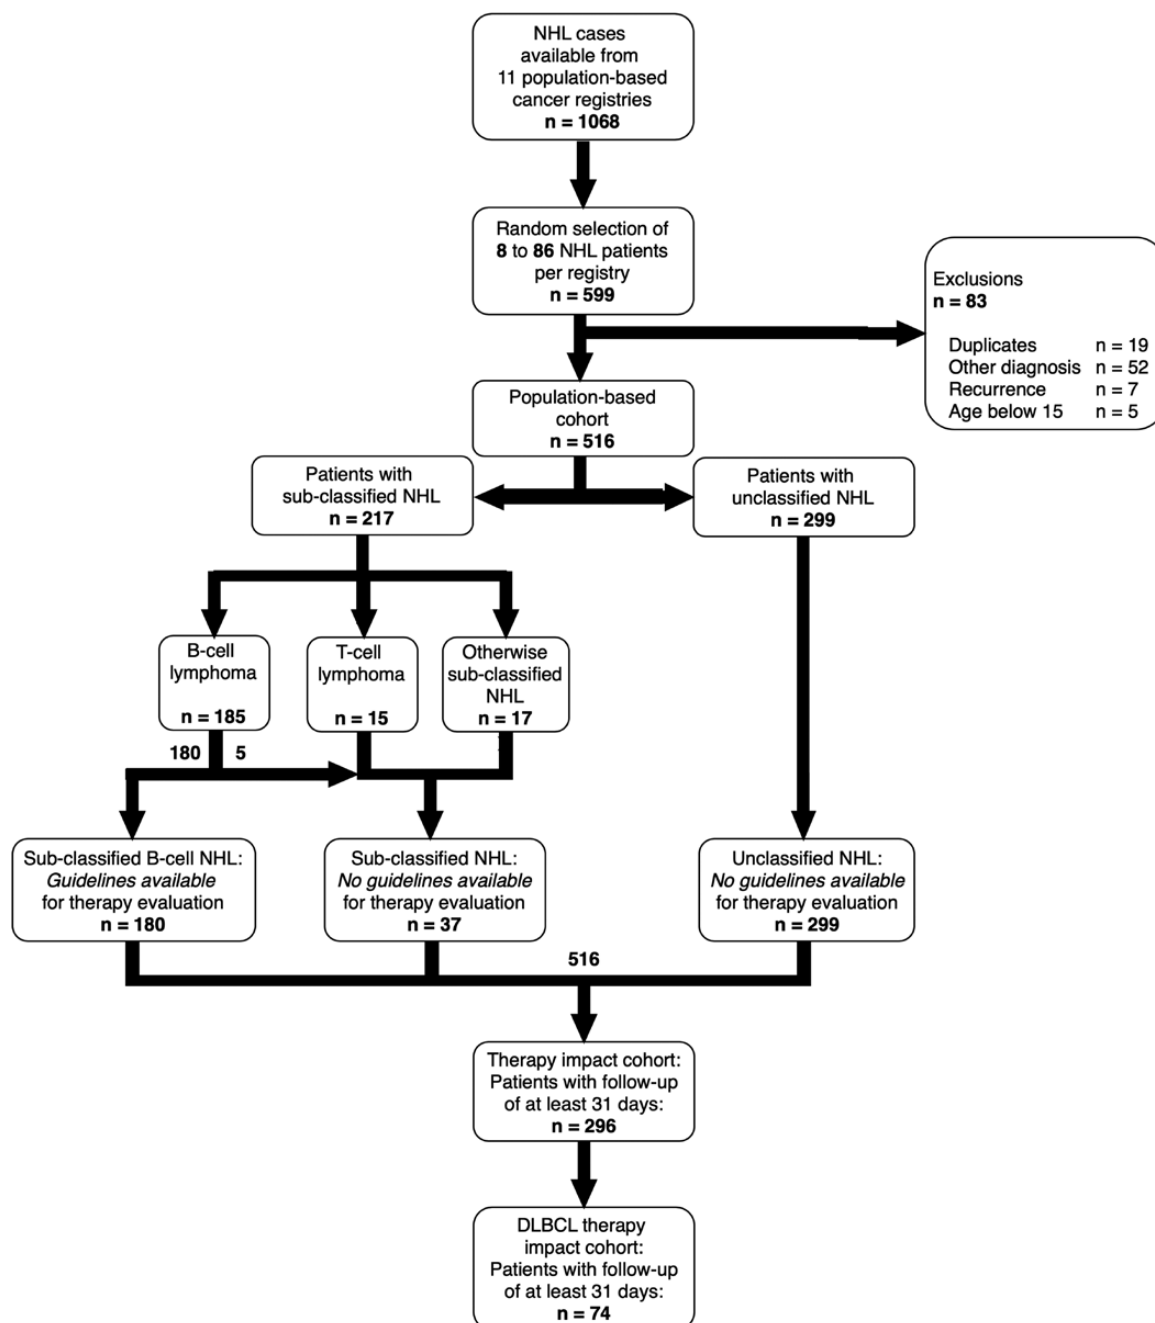 NHL cases
available from
11 population-based
cancer registries
n = 1068
Random selection of
8 to 86 NHL patients
per registry
n = 599
Exclusions
n = 83
Duplicates n = 19
Other diagnosis n = 52
Recurrence n = 7
Age below 15 n = 5
Population-based
cohort
n = 516
Patients with
sub-classified NHL
n = 217
Patients with
unclassified NHL
n = 299
B-cell
lymphoma
n = 185
T-cell
lymphoma
n = 15
Otherwise
sub-classified
NHL
n = 17
180 5
Sub-classified B-cell NHL:
Guidelines available
for therapy evaluation
n = 180
Sub-classified NHL:
No guidelines available
for therapy evaluation
n = 37
Unclassified NHL:
No guidelines available
for therapy evaluation
n = 299
516
Therapy impact cohort:
Patients with follow-up
of at least 31 days:
n = 296
DLBCL therapy
impact cohort:
Patients with follow-up
of at least 31 days:
n = 74